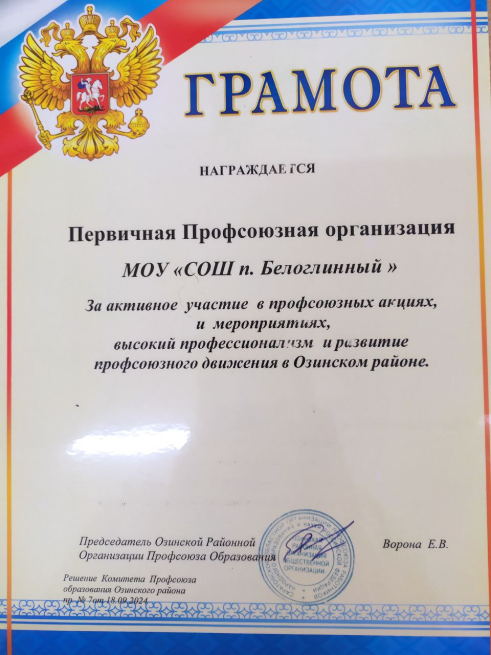 ГРАМОТА
НАГРАЖДАЕТСЯ
Первичная Профсоюзная организация
МОУ «СОШ п. Белоглинный »
За активное участие в профсоюзных акциях,
и мероприятиях,
высокий профессионализм и развитие
профсоюзного движения в Озинском районе.
Председатель Озинской Районной
Организации Профсоюза Образования
Ворона Е.В.
Решение Комитета Профсоюза
образования Озинского района
пр. № 7от 18.09.2024